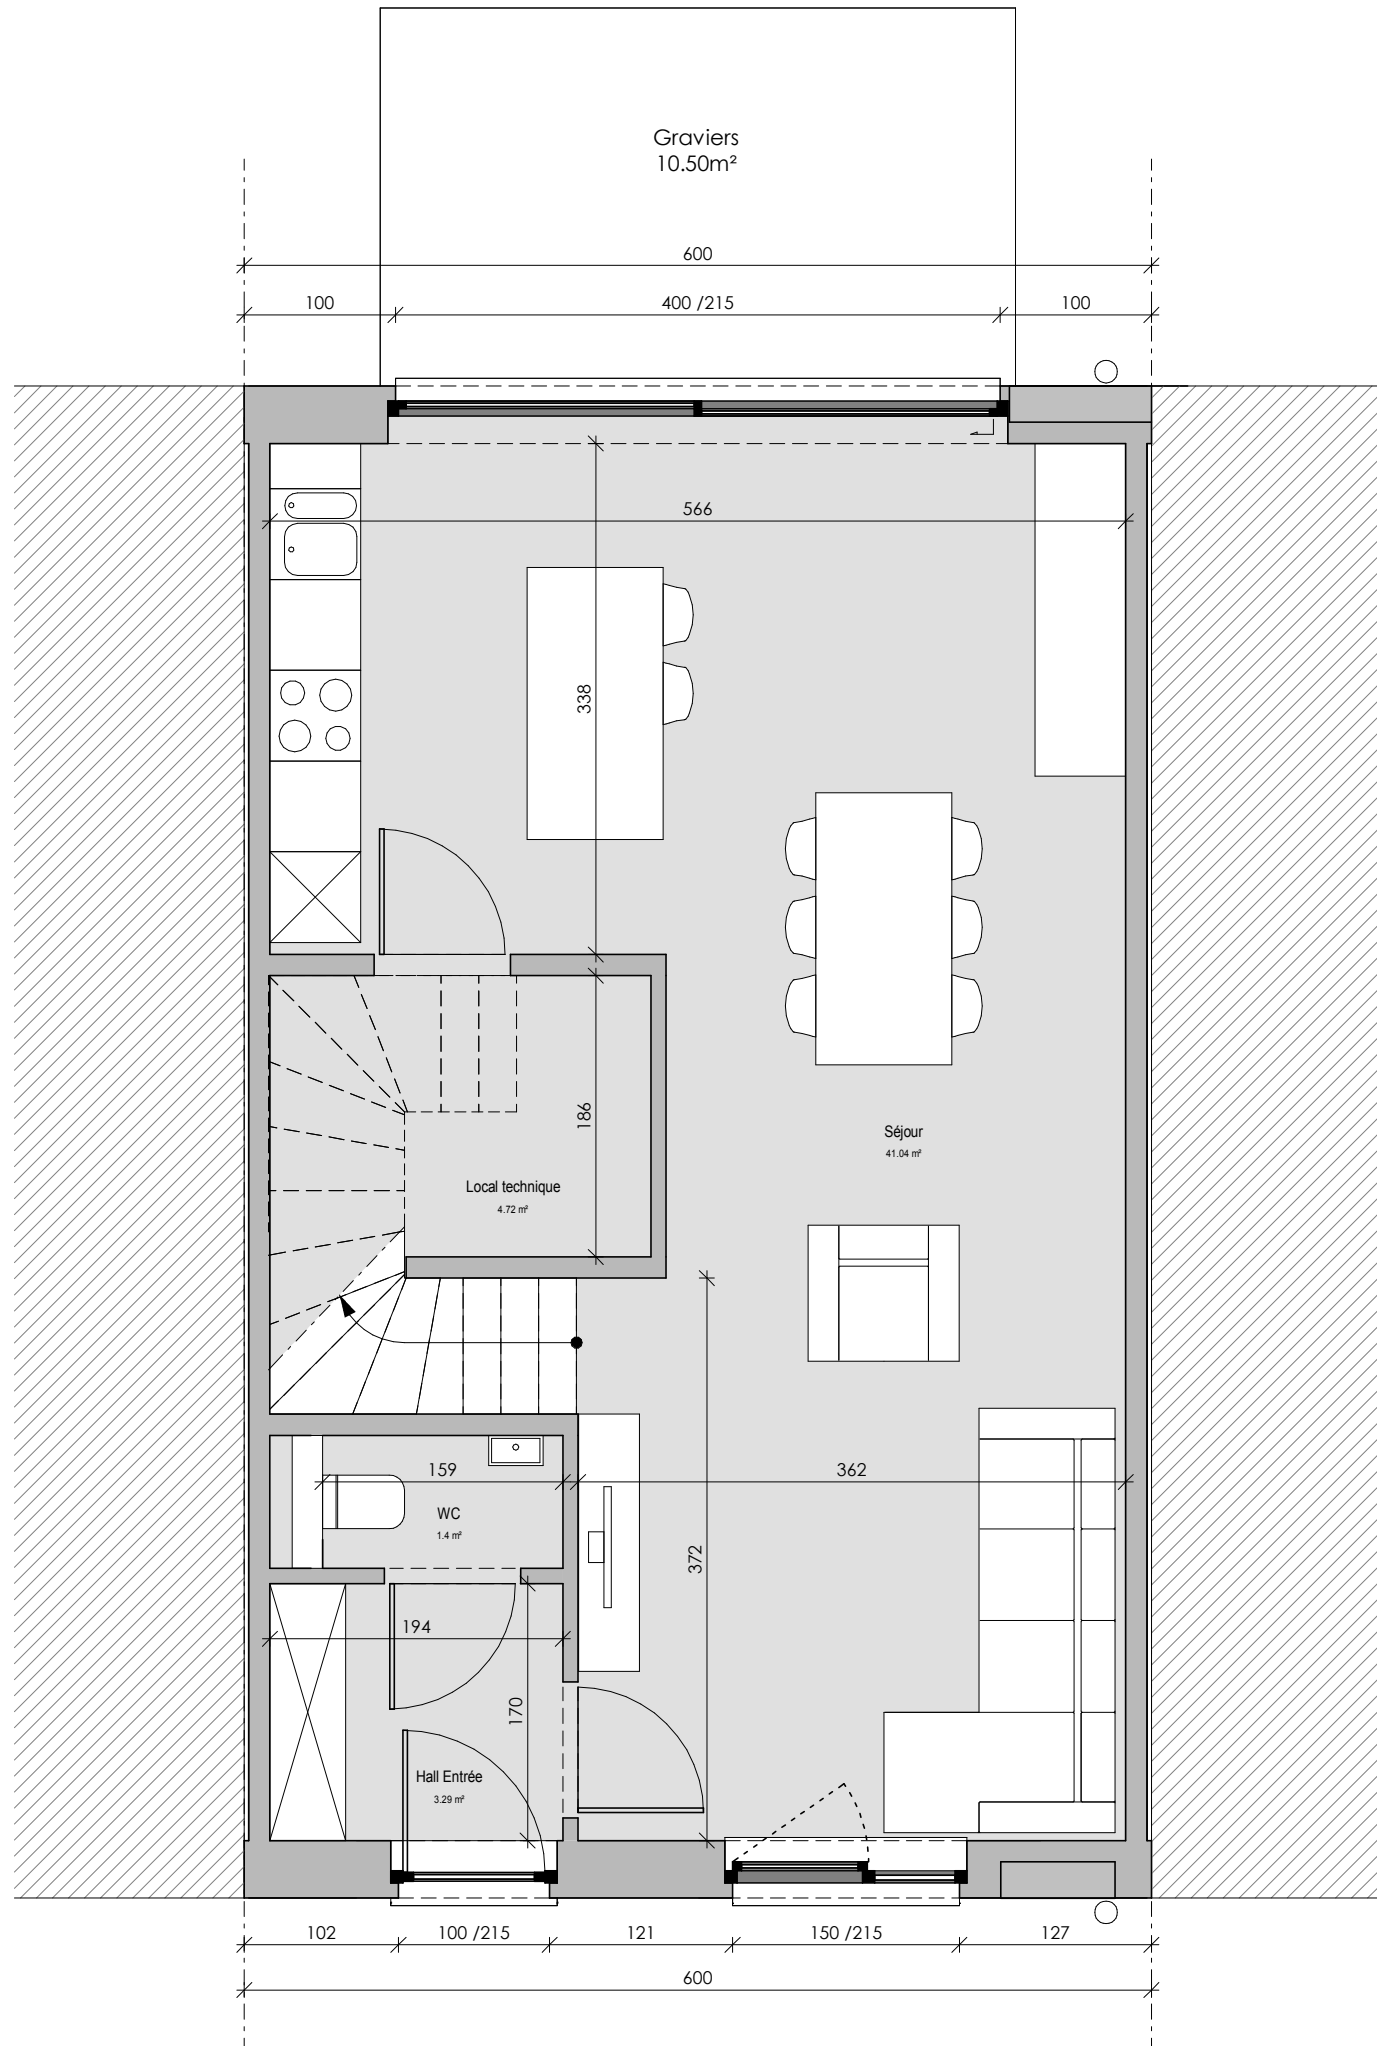 Graviers
10.50m²
600
100
400 /215
100
566
338
186
Séjour
41.04 m²
Local technique
4.72 m²
159
362
WC
1.4 m²
372
194
170
Hall Entrée
3.29 m²
102
100 /215
121
150 /215
127
600